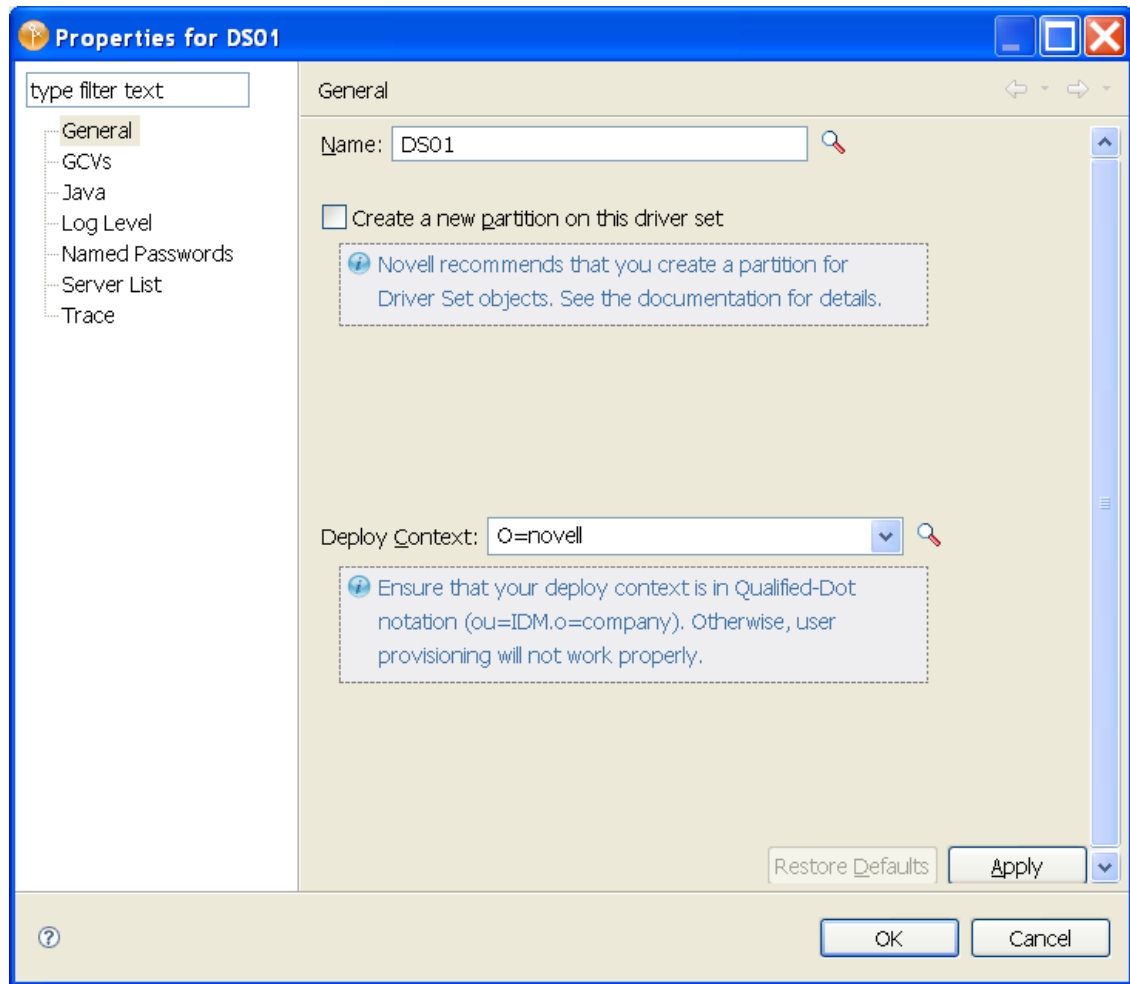 Properties for DS01
type filter text
General
GCVs
Java
Log Level
Named Passwords
Server List
Trace
General
Name: DS01
Create a new partition on this driver set
Novell recommends that you create a partition for
Driver Set objects. See the documentation for details.
Deploy Context: O=novell
Ensure that your deploy context is in Qualified-Dot
notation (ou=IDM.o=company). Otherwise, user
provisioning will not work properly.
Restore Defaults Apply
OK Cancel